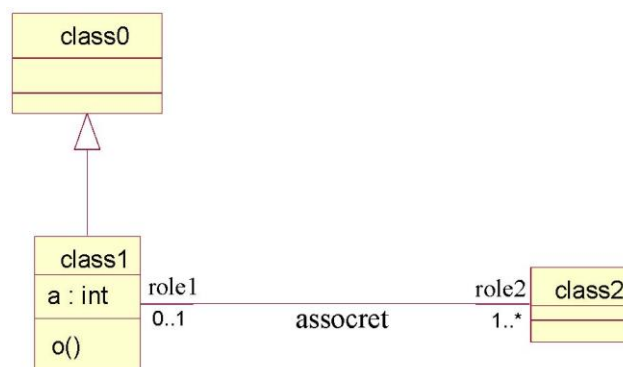 class0
class1
a : int
o()
role1
0..1
assocret
role2
1..*
class2